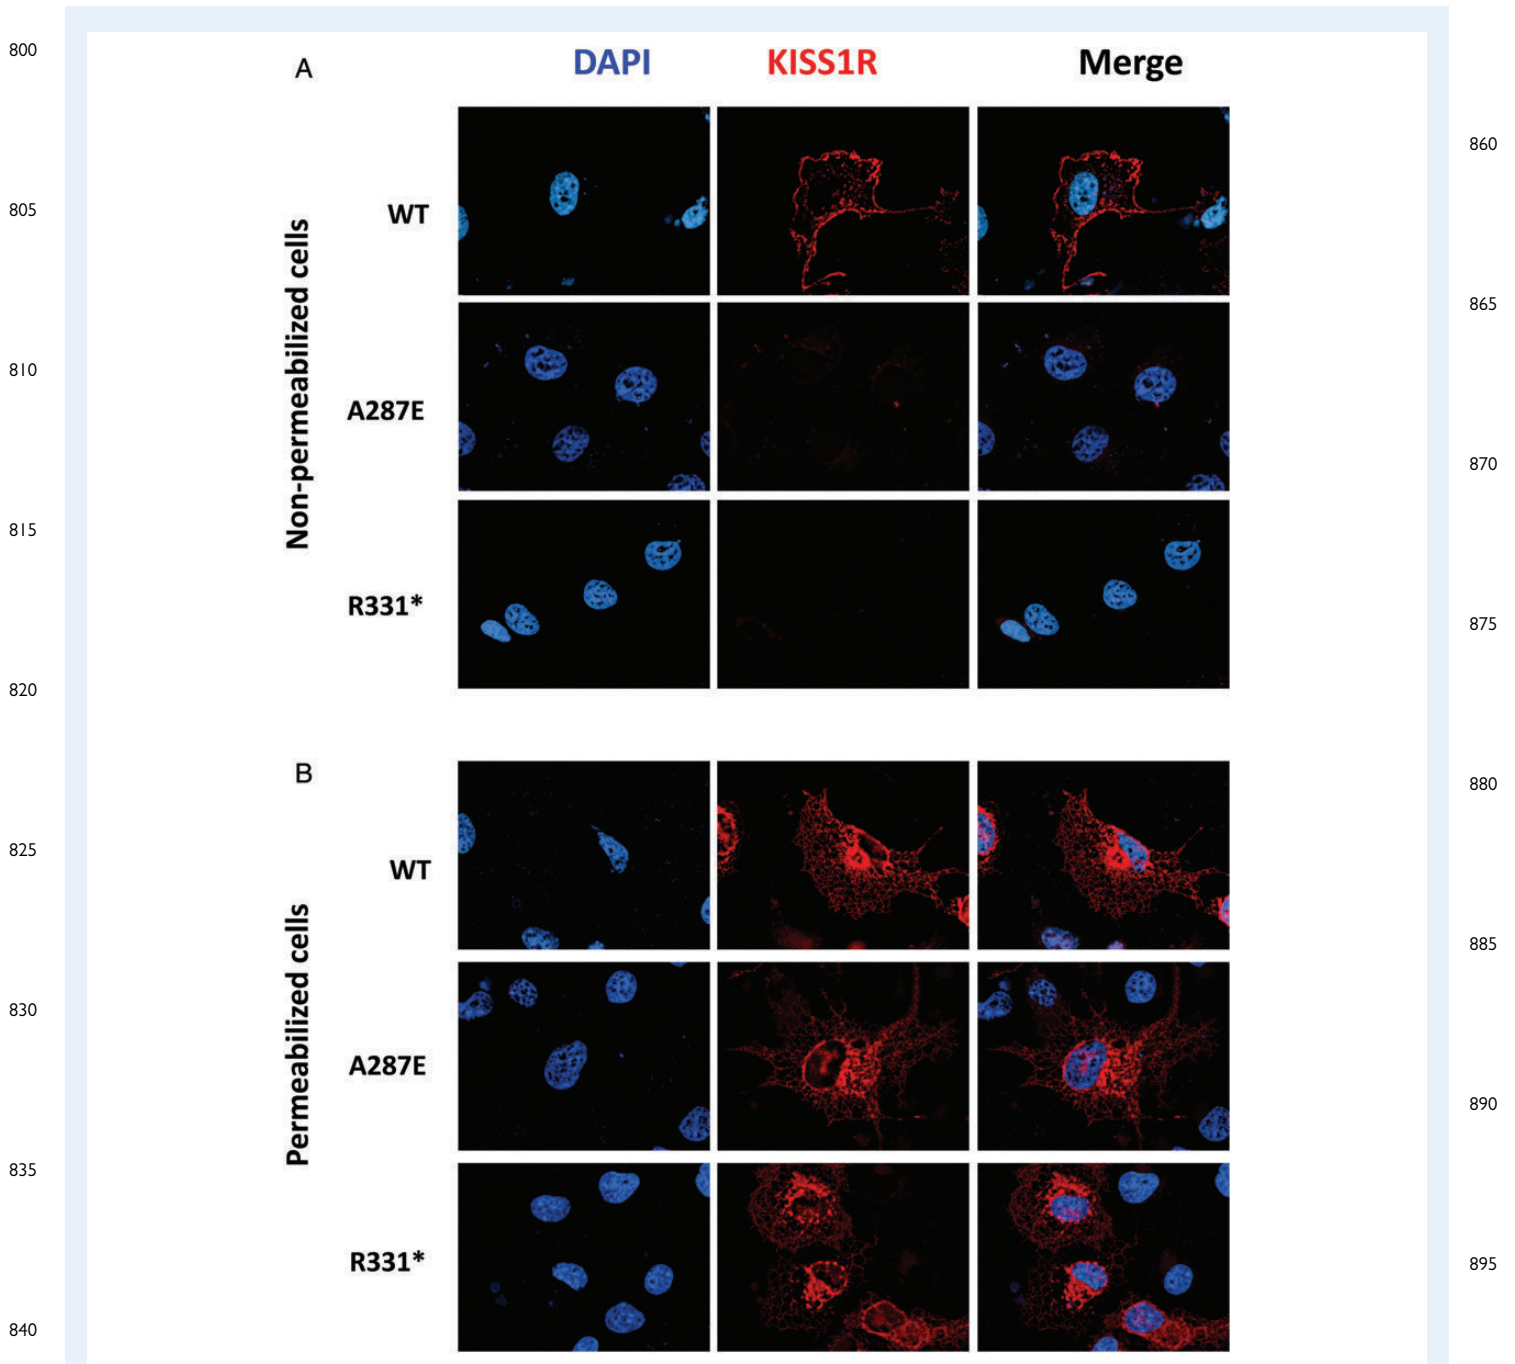 A
DAPI
KISS1R
Merge
Non-permeabilized cells
WT
A287E
R331*
B
Permeabilized cells
WT
A287E
R331*
800
805
810
815
820
825
830
835
840
860
865
870
875
880
885
890
895